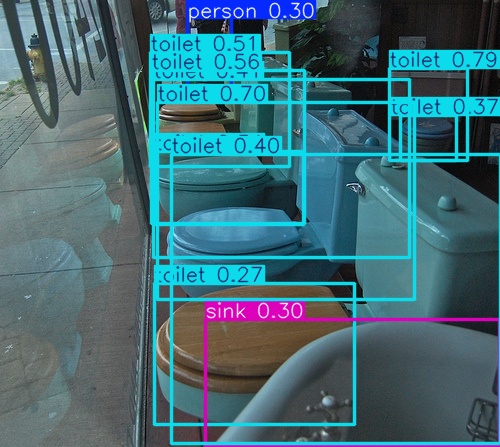 person 0.30
toilet 0.51
toilet 0.56
toilet 0.79
toilet 0.70
toilet 0.37
toilet 0.40
toilet 0.27
sink 0.30